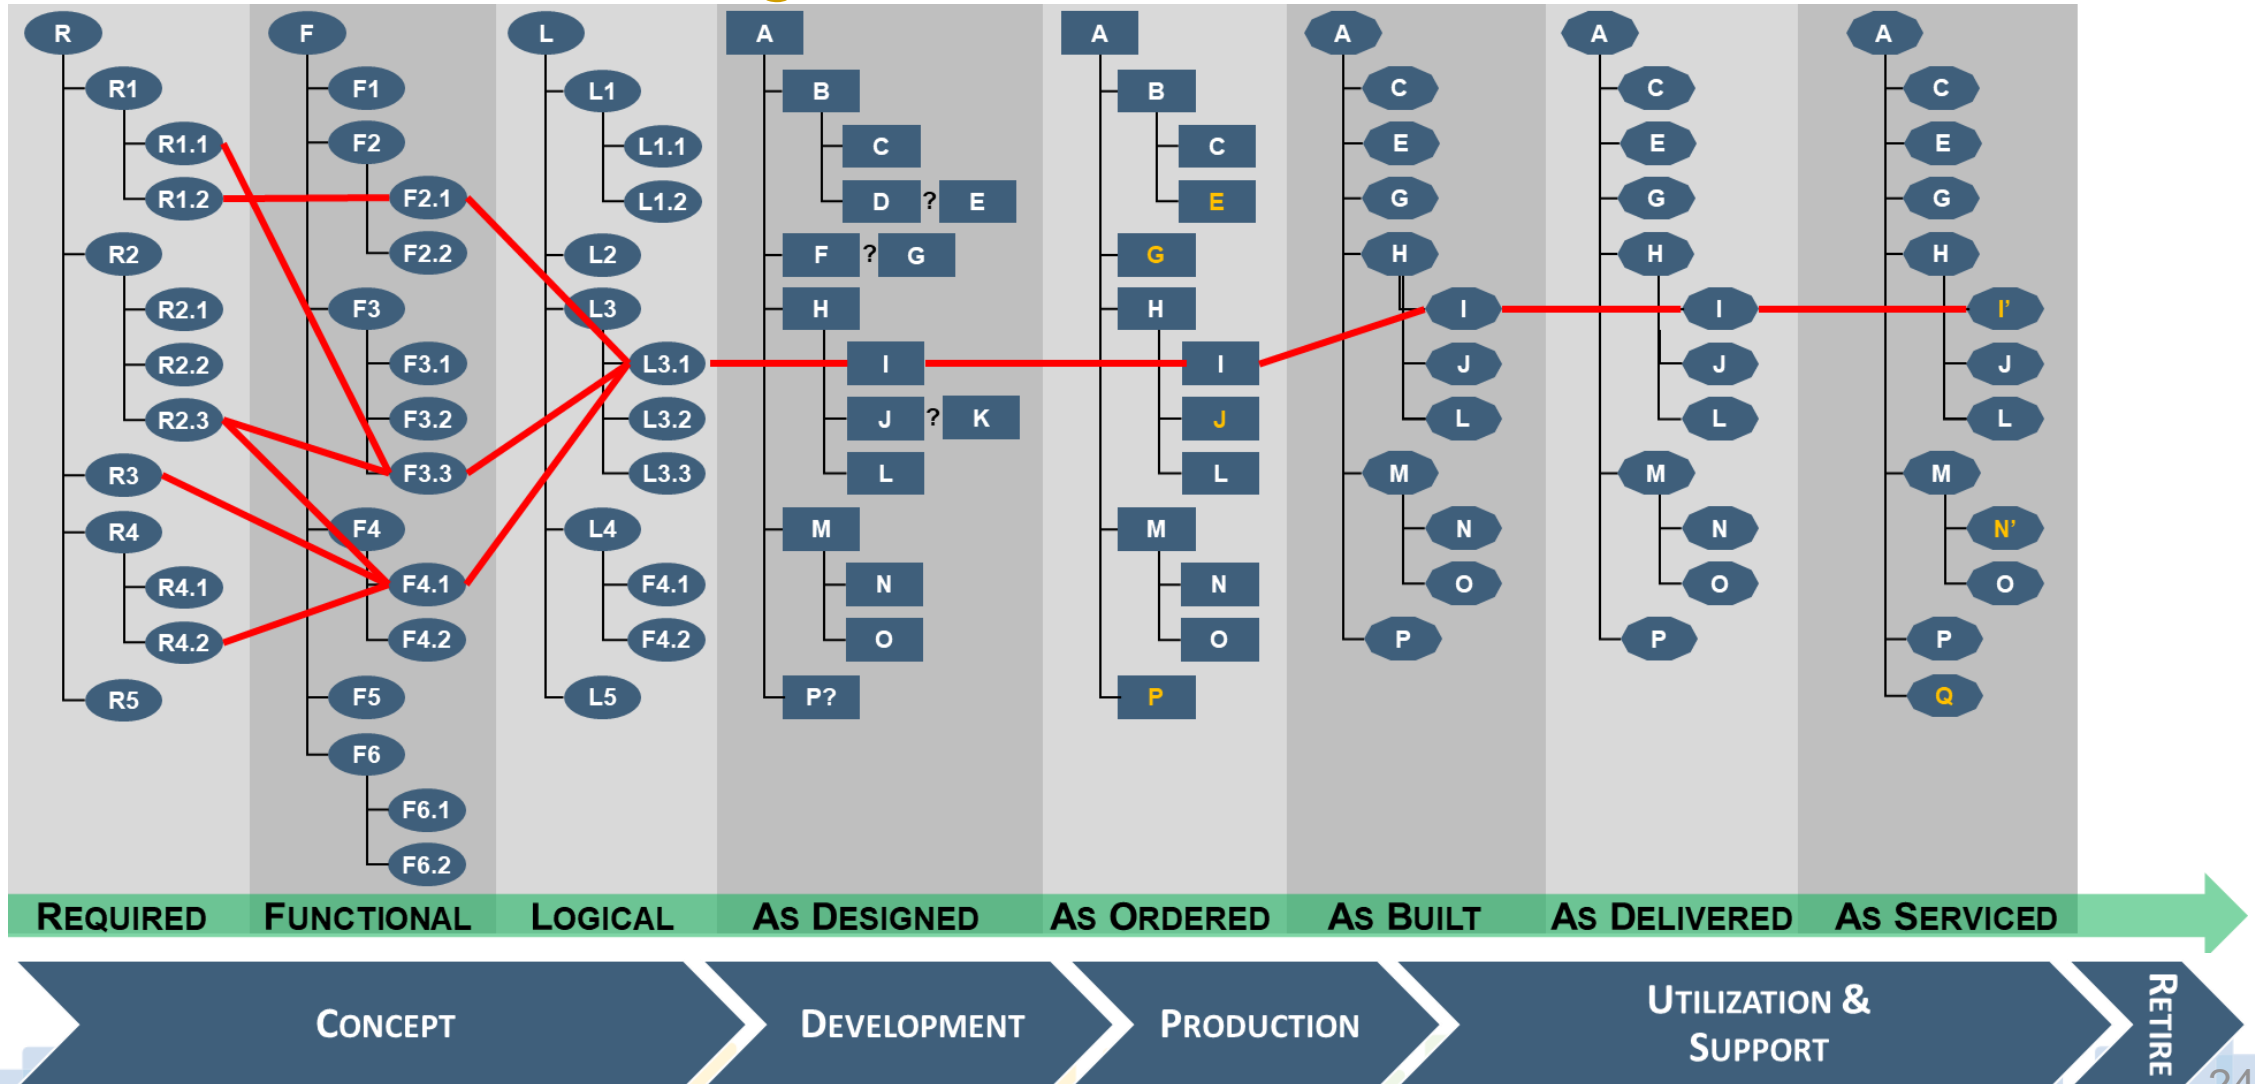 R
R1
R1.1
R1.2
R2
R2.1
R2.2
R2.3
R3
R4
R4.1
R4.2
R5
F
F1
F2
F2.1
F2.2
F3
F3.1
F3.2
F3.3
F4
F4.1
F4.2
F5
F6
F6.1
F6.2
L
L1
L1.1
L1.2
L2
L3
L3.1
L3.2
L3.3
L4
F4.1
F4.2
L5
A
B
C
D ? E
F ? G
H
I
J ? K
L
M
N
O
P?
A
B
C
E
G
H
I
J
L
M
N
O
P
A
C
E
G
H
I
J
L
M
N
O
P
A
C
E
G
H
I
J
L
M
N
O
P
A
C
E
G
H
I’
J
L
M
N’
O
P
Q
REQUIRED
FUNCTIONAL
LOGICAL
AS DESIGNED
AS ORDERED
AS BUILT
AS DELIVERED
AS SERVICED
CONCEPT
DEVELOPMENT
PRODUCTION
UTILIZATION &
SUPPORT
RETIRE
24